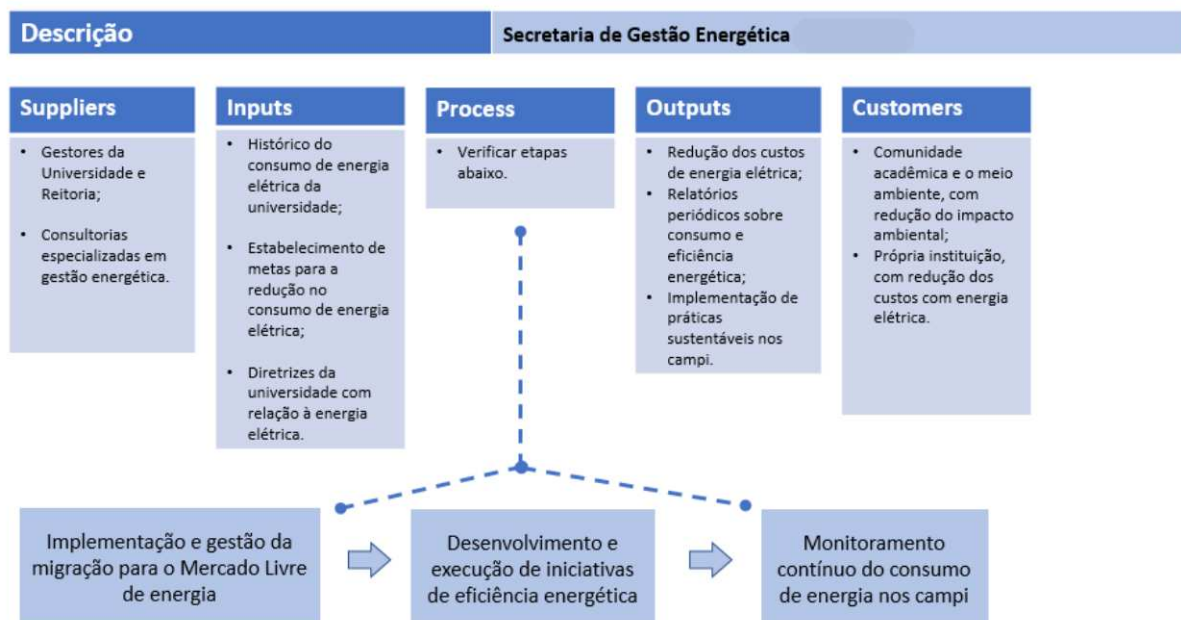 Descrição
Secretaria de Gestão Energética
Suppliers
• Gestores da
Universidade e
Reitoria;
• Consultorias
especializadas em
gestão energética.
Inputs
• Histórico do
consumo de energia
elétrica da
universidade;
• Estabelecimento de
metas para a
redução no
consumo de energia
elétrica;
• Diretrizes da
universidade com
relação à energia
elétrica.
Process
• Verificar etapas
abaixo.
Outputs
• Redução dos custos
de energia elétrica;
• Relatórios
periódicos sobre
consumo e
eficiência
energética;
• Implementação de
práticas
sustentáveis nos
campi.
Customers
• Comunidade
acadêmica e o meio
ambiente, com
redução do impacto
ambiental;
• Própria instituição,
com redução dos
custos com energia
elétrica.
Implementação e gestão da
migração para o Mercado Livre
de energia
Desenvolvimento e
execução de iniciativas
de eficiência energética
Monitoramento
contínuo do consumo
de energia nos campi